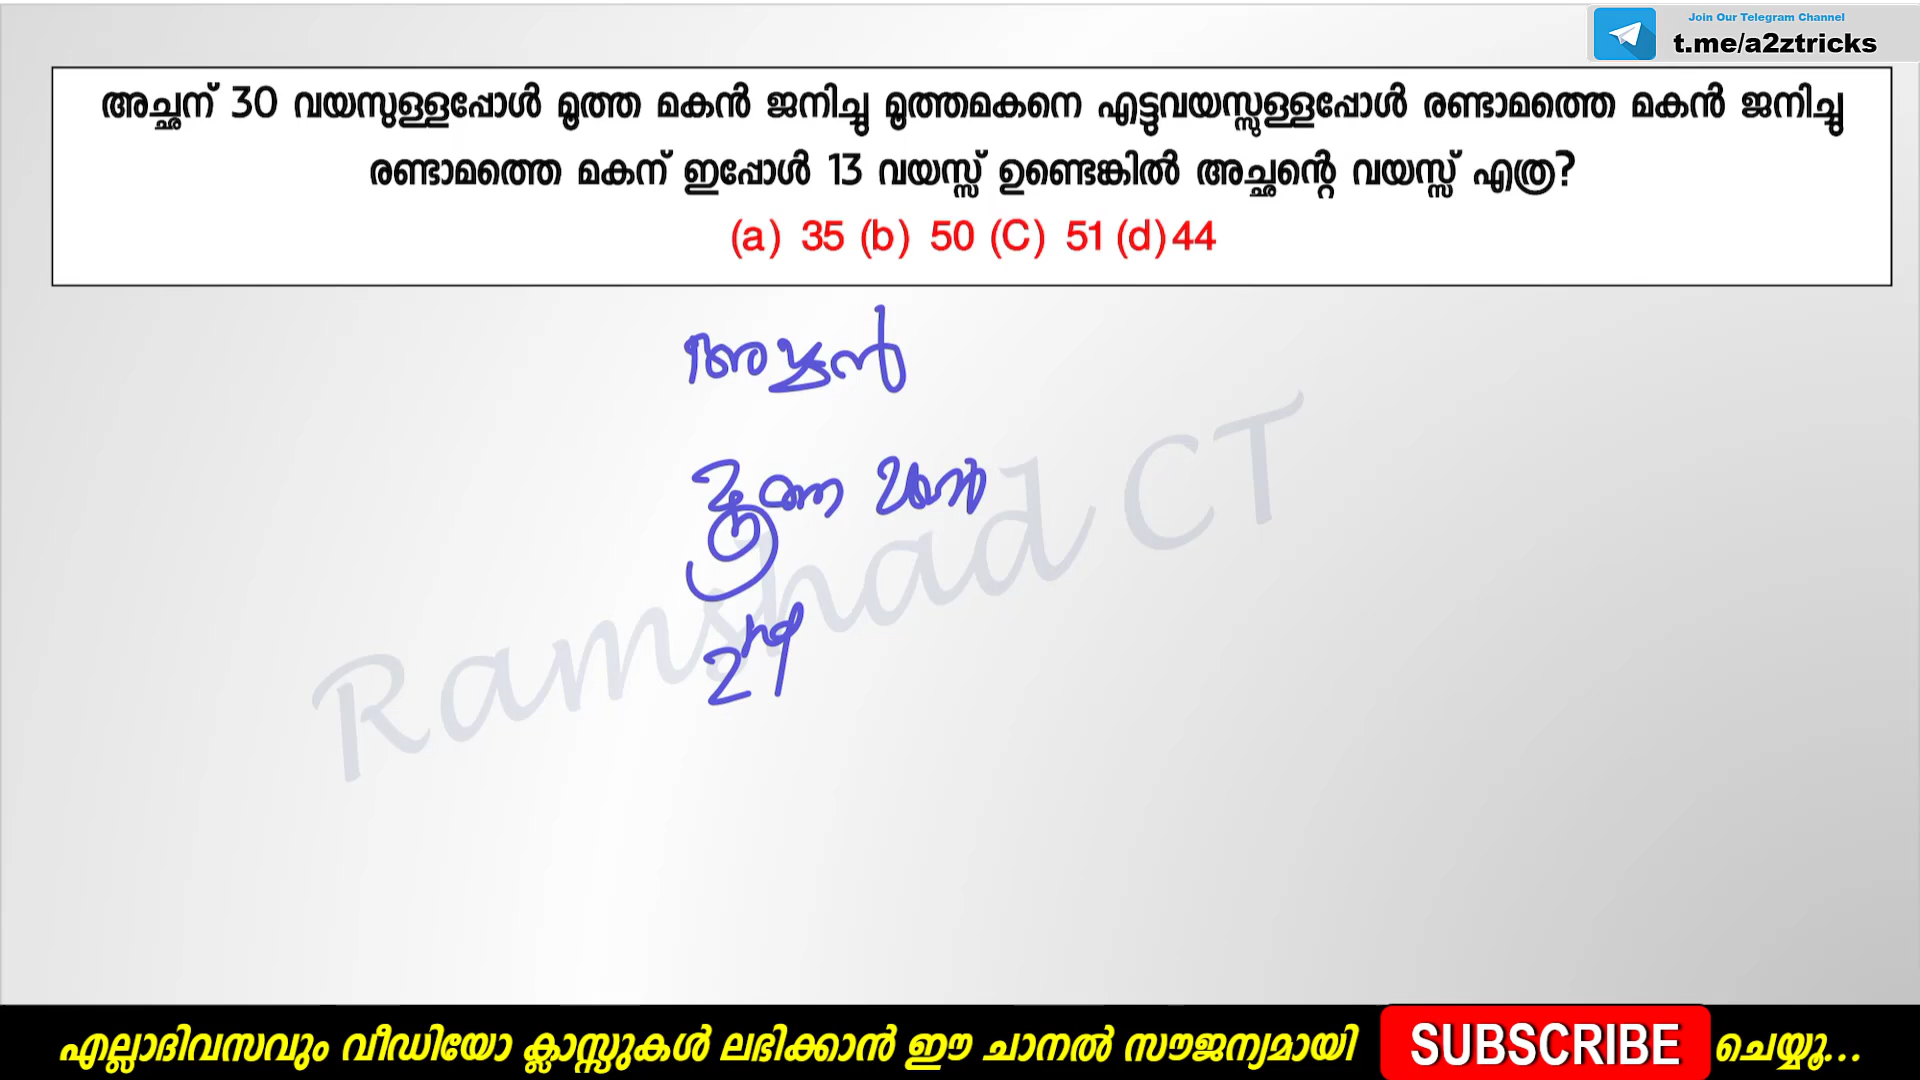 Join Our Telegram Channel
t.me/a2ztricks
അച്ഛന് 30 വയസുള്ളപ്പോൾ മൂത്ത മകൻ ജനിച്ചു മൂത്തമകനെ എട്ടുവയസ്സുള്ളപ്പോൾ രണ്ടാമത്തെ മകൻ ജനിച്ചു
രണ്ടാമത്തെ മകന് ഇപ്പോൾ 13 വയസ്സ് ഉണ്ടെങ്കിൽ അച്ഛന്റെ വയസ്സ് എത്ര?
(a) 35 (b) 50 (C) 51 (d)44
അച്ഛൻ
മൂത്ത മകൻ
2nd
Ramshad CT
എല്ലാദിവസവും വീഡിയോ ക്ലാസ്സുകൾ ലഭിക്കാൻ ഈ ചാനൽ സൗജന്യമായി SUBSCRIBE ചെയ്യൂ...